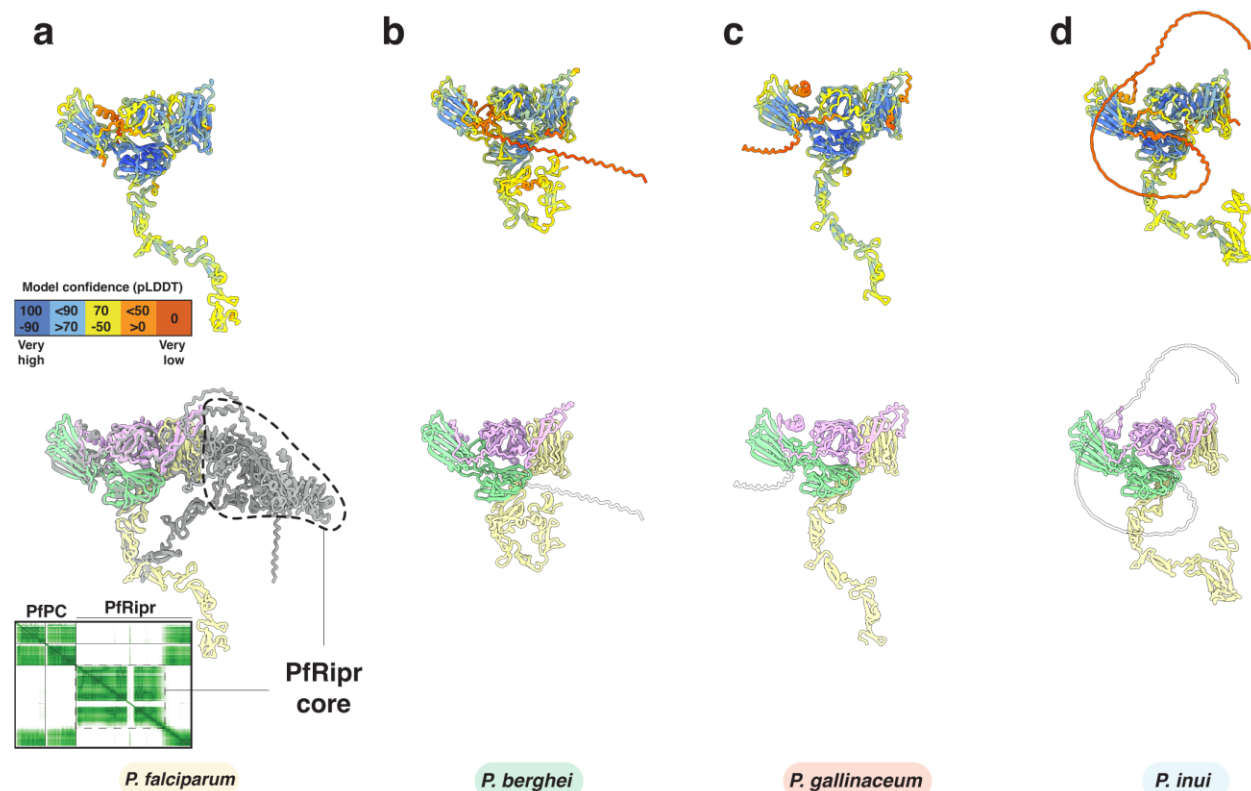 a
b
c
d
Model confidence (pLDDT)
100 <90 70 <50 0
-90 >70 -50 >0
Very high
Very low
PfPC PfRipr
PfRipr
core
P. falciparum
P. berghei
P. gallinaceum
P. inui